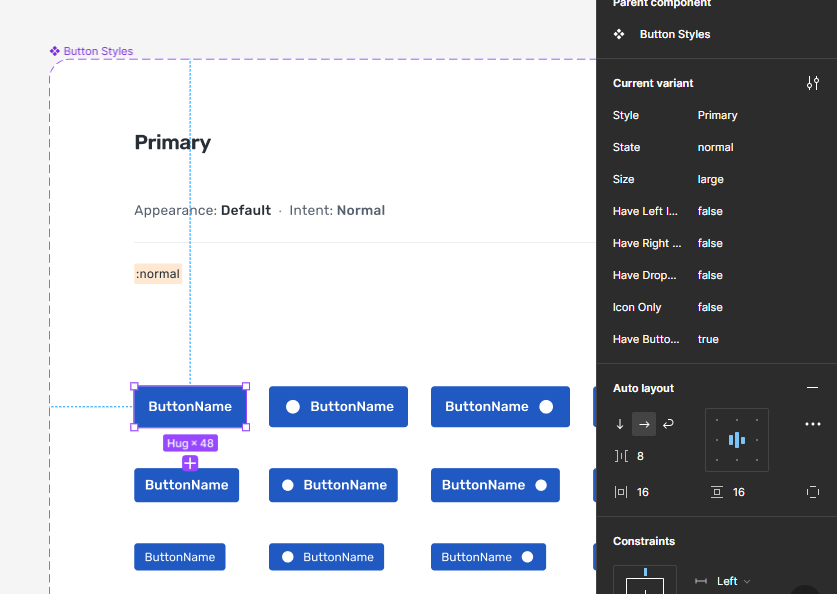 Parent component
Button Styles
Button Styles
Current variant
Style Primary
State normal
Size large
Have Left I... false
Have Right ... false
Have Drop... false
Icon Only false
Have Butto... true
Primary
Appearance: Default · Intent: Normal
:normal
ButtonName ButtonName ButtonName
Hug × 48
ButtonName ButtonName ButtonName
ButtonName ButtonName ButtonName
Auto layout
8
16 16
Constraints
Left